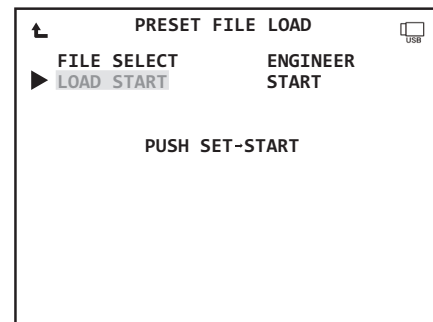 PRESET FILE LOAD
USB
FILE SELECT ENGINEER
LOAD START START
PUSH SET→START